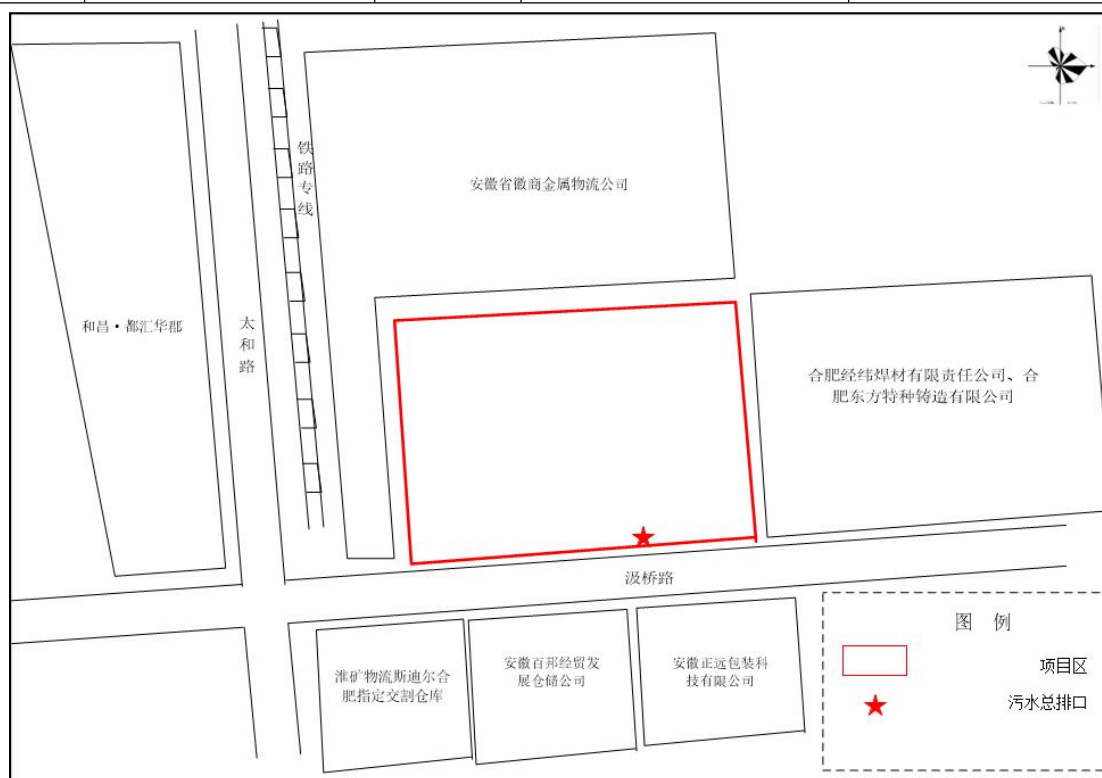 铁路专线
安徽省徽商金属物流公司
和昌·都汇华郡
太和路
合肥经纬焊材有限责任公司、合
肥东方特种铸造有限公司
汲桥路
淮矿物流斯迪尔合
肥指定交割仓库
安徽百邦经贸发
展仓储公司
安徽正远包装科
技有限公司
图 例
项目区
污水总排口